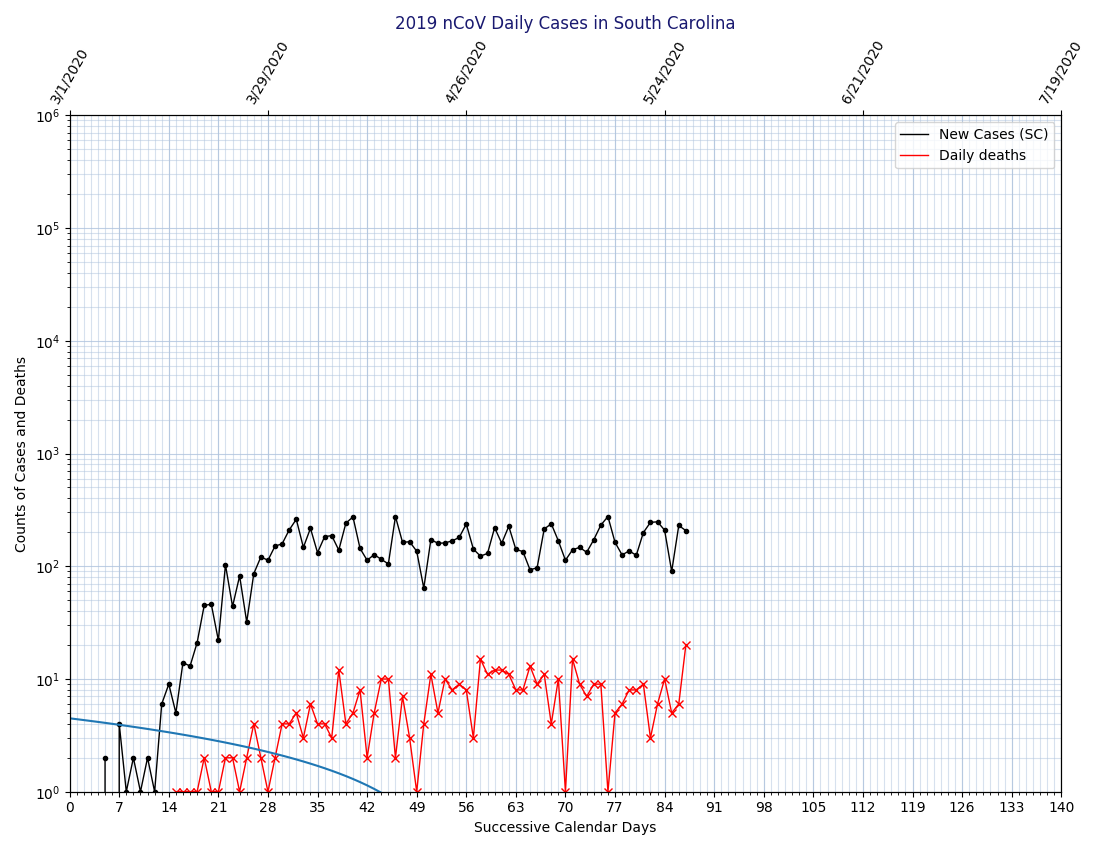 2019 nCoV Daily Cases in South Carolina
3/1/2020 3/29/2020 4/26/2020 5/24/2020 6/21/2020 7/19/2020
New Cases (SC)
Daily deaths
10⁶
10⁵
10⁴
10³
10²
10¹
10⁰
Counts of Cases and Deaths
0 7 14 21 28 35 42 49 56 63 70 77 84 91 98 105 112 119 126 133 140
Successive Calendar Days